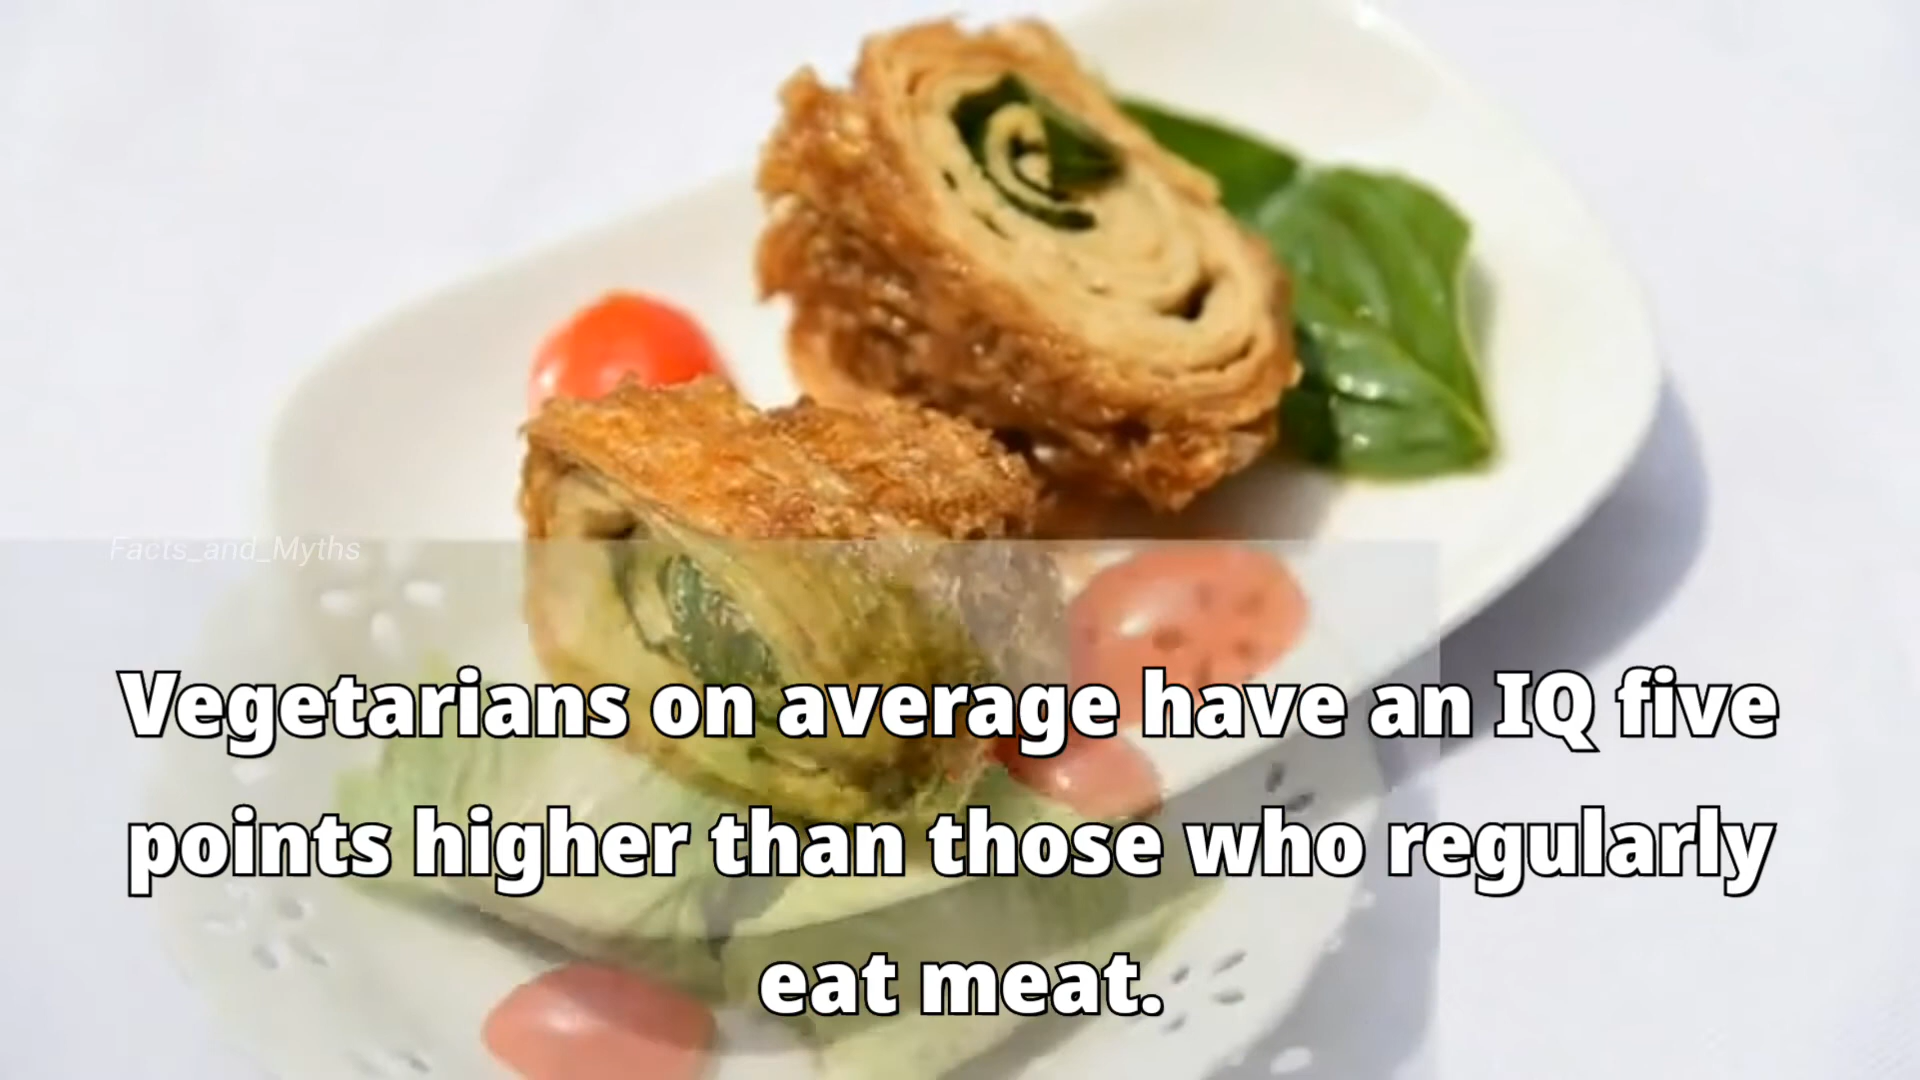 Facts_and_Myths
Vegetarians on average have an IQ five
points higher than those who regularly
eat meat.